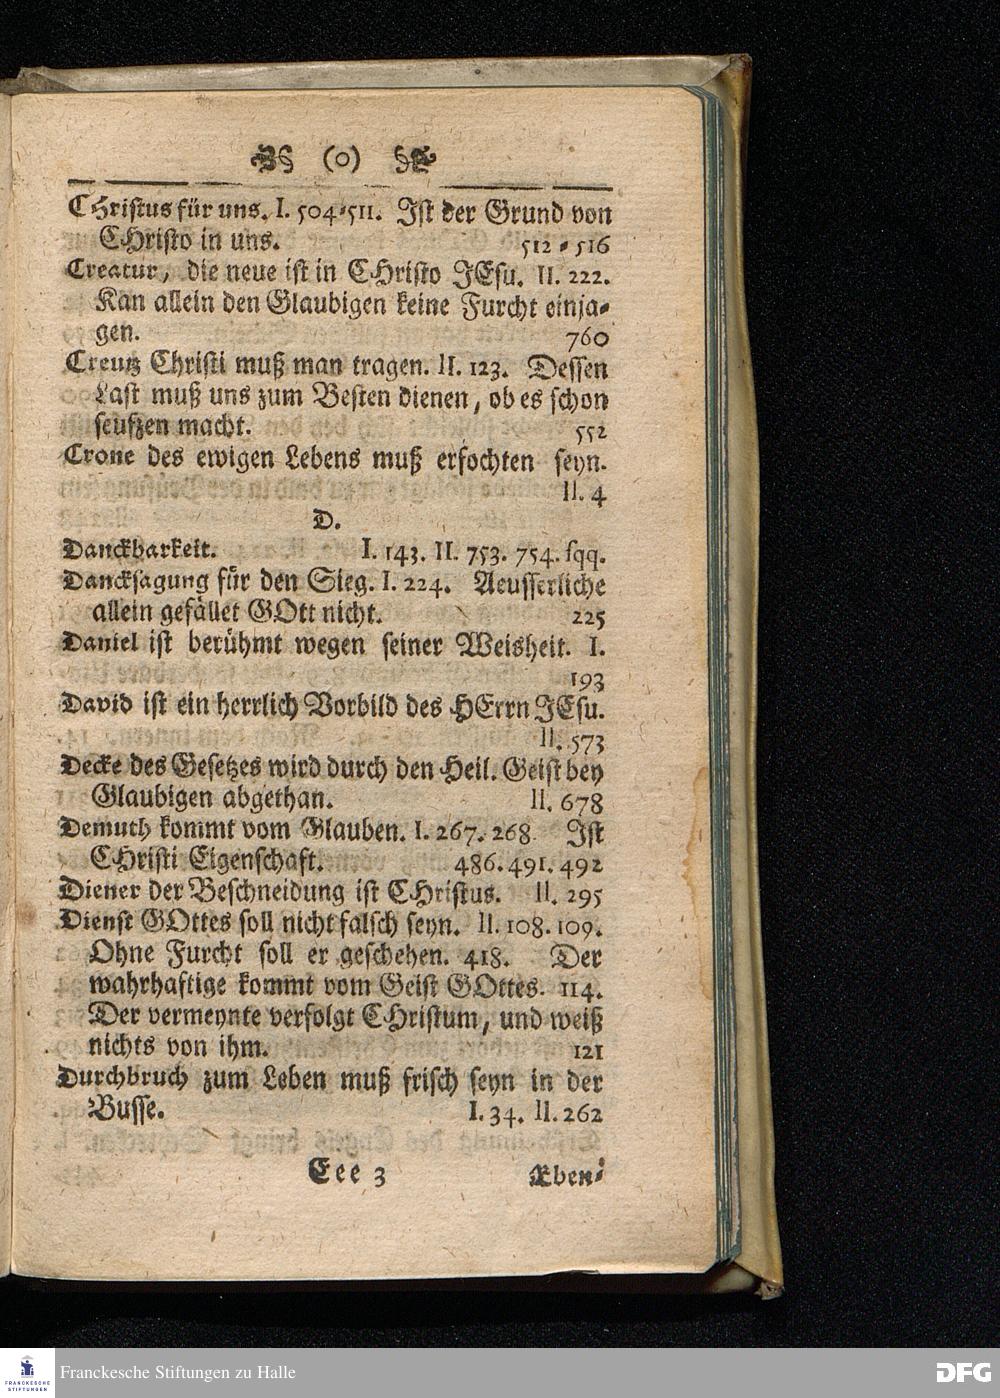 (o)
CHristus für uns. I. 504-511. Ist der Grund von
CHristo in uns. 512-516
Creatur, die neue ist in CHristo JEsu. II. 222.
Kan allein den Glaubigen keine Furcht einja-
gen. 760
Creutz Christi muß man tragen. II. 123. Dessen
Last muß uns zum Besten dienen, ob es schon
seufzen macht. 552
Crone des ewigen Lebens muß erfochten seyn.
II. 4
D.
Danckbarkeit. I. 143. II. 753. 754. sqq.
Dancksagung für den Sieg. I. 224. Aeusserliche
allein gefället GOtt nicht. 225
Daniel ist berühmt wegen seiner Weisheit. I.
193
David ist ein herrlich Vorbild des HErrn JEsu.
II. 573
Decke des Gesetzes wird durch den Heil. Geist bey
Glaubigen abgethan. II. 678
Demuth kommt vom Glauben. I. 267. 268. Ist
CHristi Eigenschaft. 486. 491. 492
Diener der Beschneidung ist CHristus. II. 295
Dienst GOttes soll nicht falsch seyn. II. 108. 109.
Ohne Furcht soll er geschehen. 418. Der
wahrhaftige kommt vom Geist GOttes. 114.
Der vermeynte verfolgt CHristum, und weiß
nichts von ihm. 121
Durchbruch zum Leben muß frisch seyn in der
Busse. I. 34. II. 262
Eee 3 Eben-
FRANCKESCHE STIFTUNGEN
Franckesche Stiftungen zu Halle
DFG